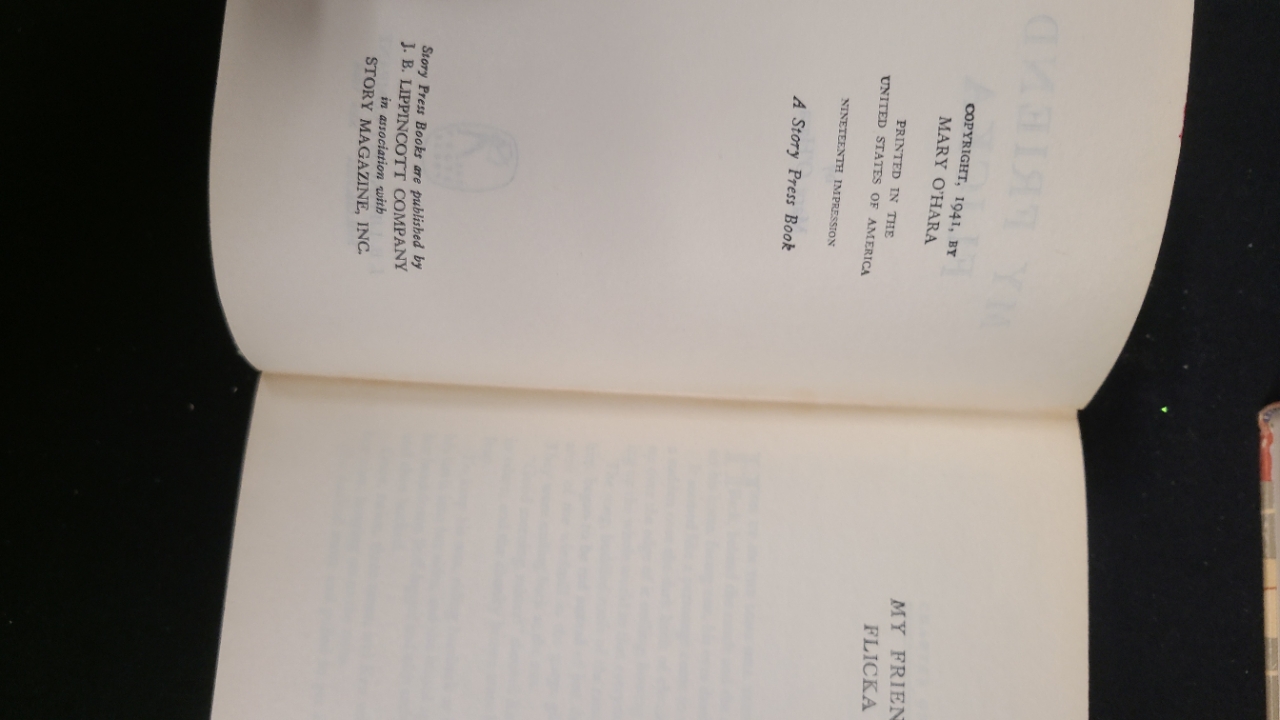 COPYRIGHT, 1941, BY
MARY O'HARA
PRINTED IN THE
UNITED STATES OF AMERICA
NINETEENTH IMPRESSION
A Story Press Book
Story Press Books are published by
J. B. LIPPINCOTT COMPANY
in association with
STORY MAGAZINE, INC.
MY FRIEN
FLICKA